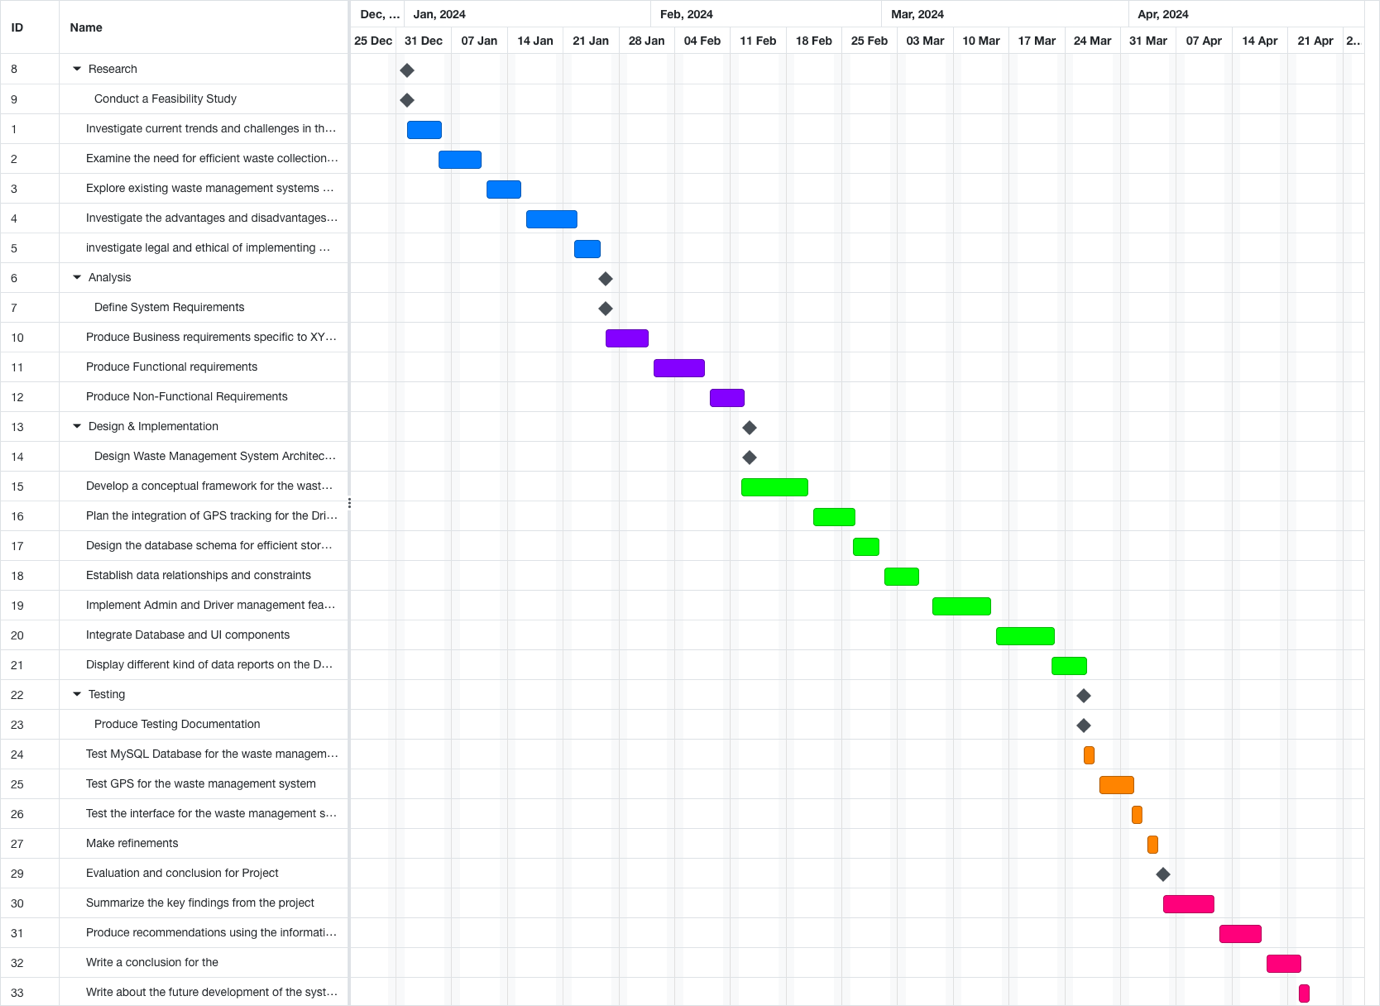 ID Name Dec, ... Jan, 2024 Feb, 2024 Mar, 2024 Apr, 2024
25 Dec 31 Dec 07 Jan 14 Jan 21 Jan 28 Jan 04 Feb 11 Feb 18 Feb 25 Feb 03 Mar 10 Mar 17 Mar 24 Mar 31 Mar 07 Apr 14 Apr 21 Apr 2...
8 Research
9 Conduct a Feasibility Study
1 Investigate current trends and challenges in th...
2 Examine the need for efficient waste collection...
3 Explore existing waste management systems ...
4 Investigate the advantages and disadvantages...
5 investigate legal and ethical of implementing ...
6 Analysis
7 Define System Requirements
10 Produce Business requirements specific to XY...
11 Produce Functional requirements
12 Produce Non-Functional Requirements
13 Design & Implementation
14 Design Waste Management System Architec...
15 Develop a conceptual framework for the wast...
16 Plan the integration of GPS tracking for the Dri...
17 Design the database schema for efficient stor...
18 Establish data relationships and constraints
19 Implement Admin and Driver management fea...
20 Integrate Database and UI components
21 Display different kind of data reports on the D...
22 Testing
23 Produce Testing Documentation
24 Test MySQL Database for the waste managem...
25 Test GPS for the waste management system
26 Test the interface for the waste management s...
27 Make refinements
29 Evaluation and conclusion for Project
30 Summarize the key findings from the project
31 Produce recommendations using the informati...
32 Write a conclusion for the
33 Write about the future development of the syst...